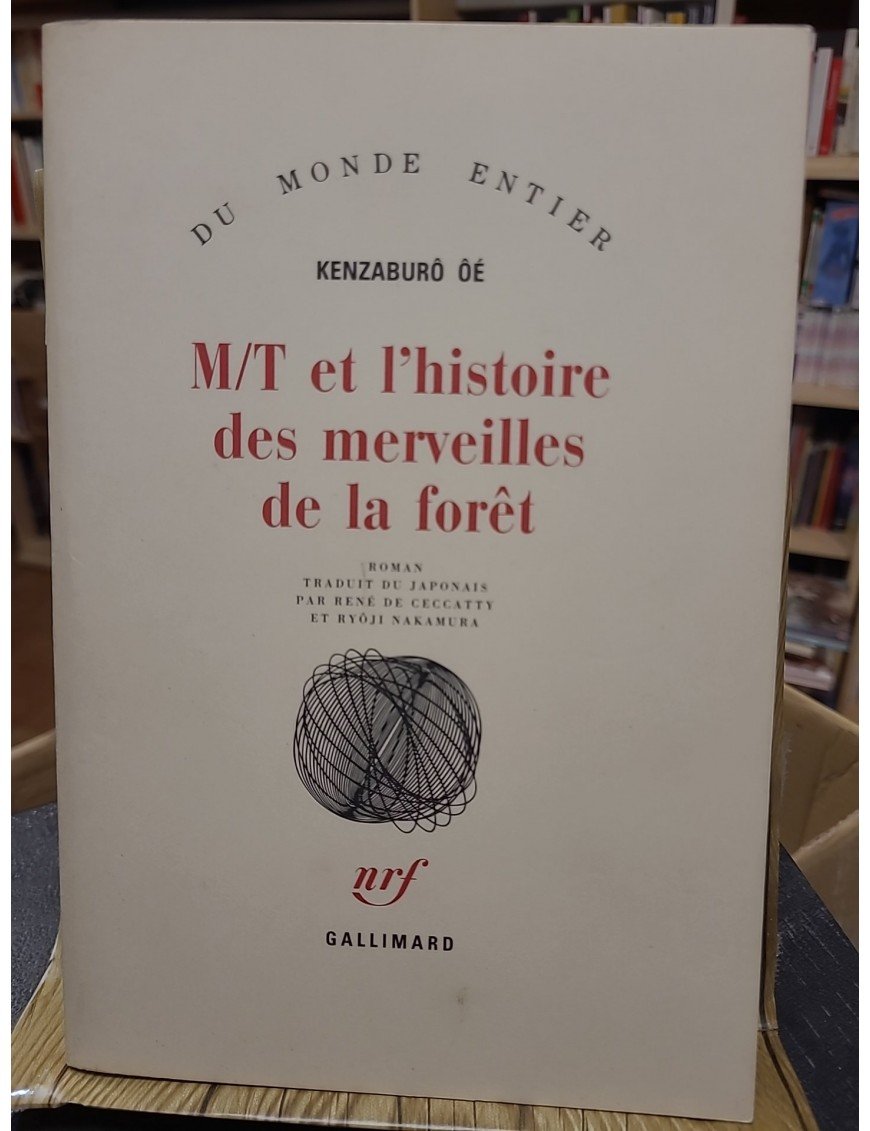 DU MONDE ENTIER
KENZABURÔ ÔÉ
M/T et l'histoire
des merveilles
de la forêt
ROMAN
TRADUIT DU JAPONAIS
PAR RENÉ DE CECCATTY
ET RYÔJI NAKAMURA
nrf
GALLIMARD